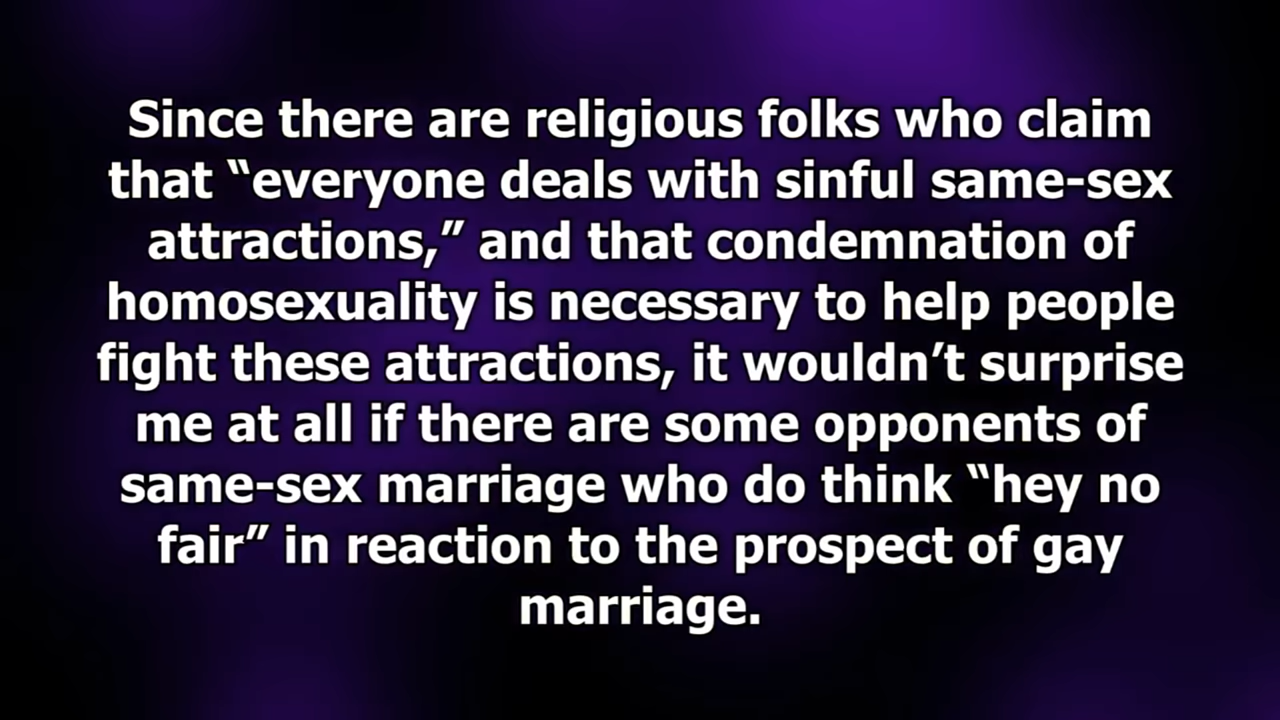 Since there are religious folks who claim
that “everyone deals with sinful same-sex
attractions,” and that condemnation of
homosexuality is necessary to help people
fight these attractions, it wouldn’t surprise
me at all if there are some opponents of
same-sex marriage who do think “hey no
fair” in reaction to the prospect of gay
marriage.